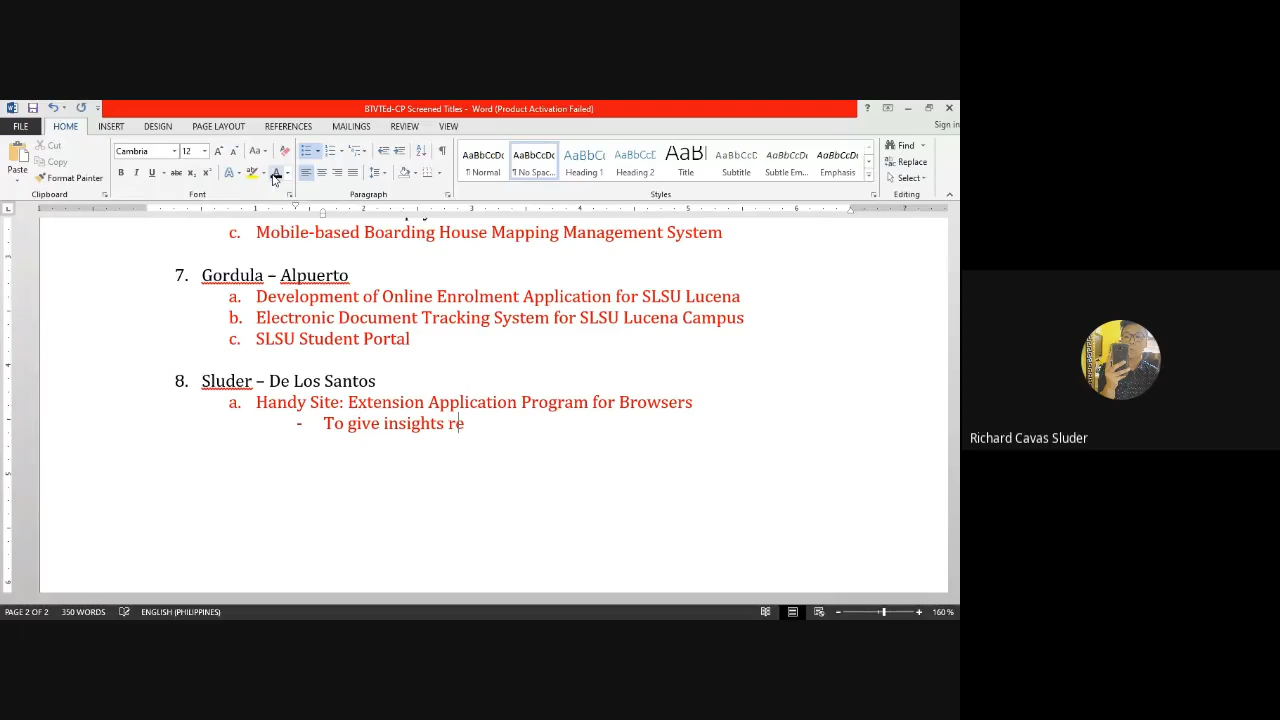 BTVTEd-CP Screened Titles - Word (Product Activation Failed)
FILE HOME INSERT DESIGN PAGE LAYOUT REFERENCES MAILINGS REVIEW VIEW Sign in
Paste Cut Copy Format Painter Clipboard
Cambria 12 Font
Paragraph
AaBbCcDc ¶ Normal
AaBbCcDc ¶ No Spac...
AaBbCc Heading 1
AaBbCcC Heading 2
AaBl Title
AaBbCcC Subtitle
AaBbCcDc Subtle Em...
AaBbCcDc Emphasis
Styles
Find Replace Select Editing
c. Mobile-based Boarding House Mapping Management System
7. Gordula – Alpuerto
a. Development of Online Enrolment Application for SLSU Lucena
b. Electronic Document Tracking System for SLSU Lucena Campus
c. SLSU Student Portal
8. Sluder – De Los Santos
a. Handy Site: Extension Application Program for Browsers
- To give insights re
Richard Cavas Sluder
PAGE 2 OF 2 350 WORDS ENGLISH (PHILIPPINES) 160 %